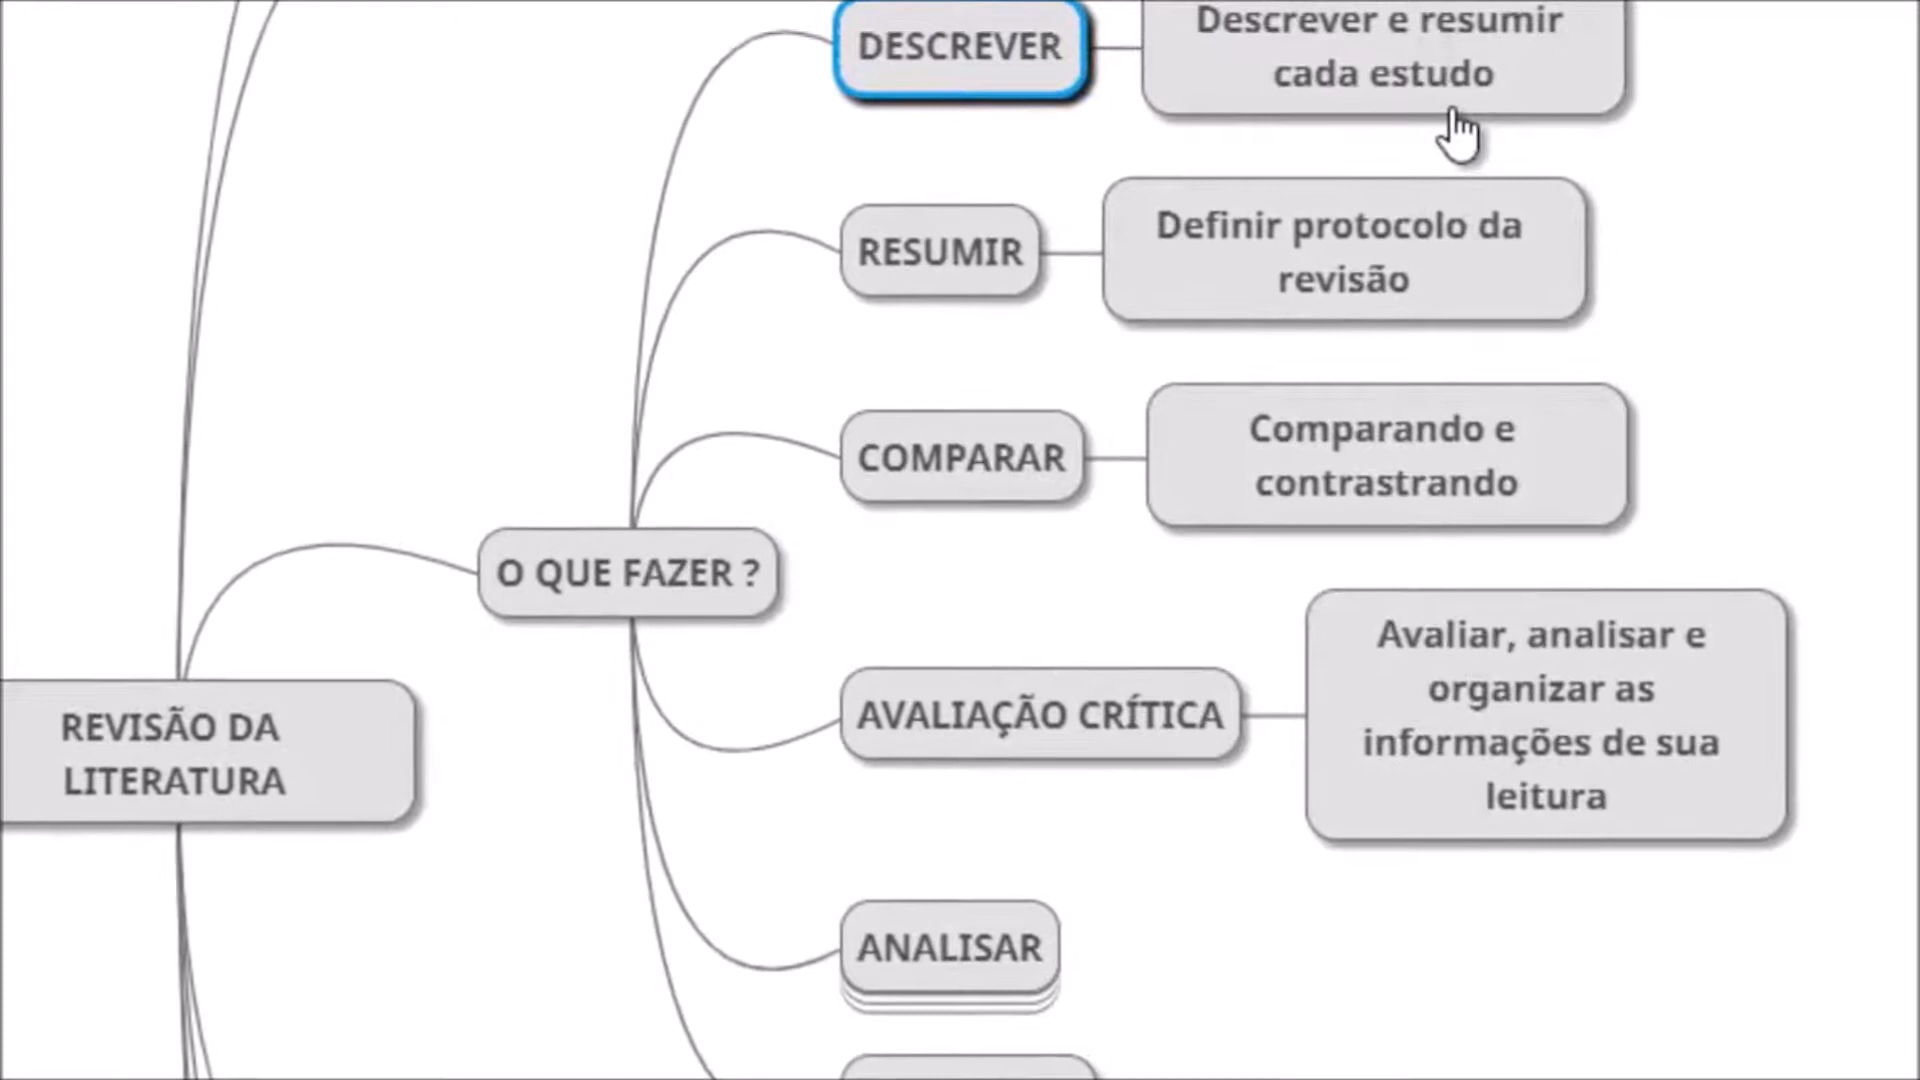 DESCREVER
Descrever e resumir
cada estudo
RESUMIR
Definir protocolo da
revisão
COMPARAR
Comparando e
contrastrando
O QUE FAZER ?
REVISÃO DA
LITERATURA
AVALIAÇÃO CRÍTICA
Avaliar, analisar e
organizar as
informações de sua
leitura
ANALISAR